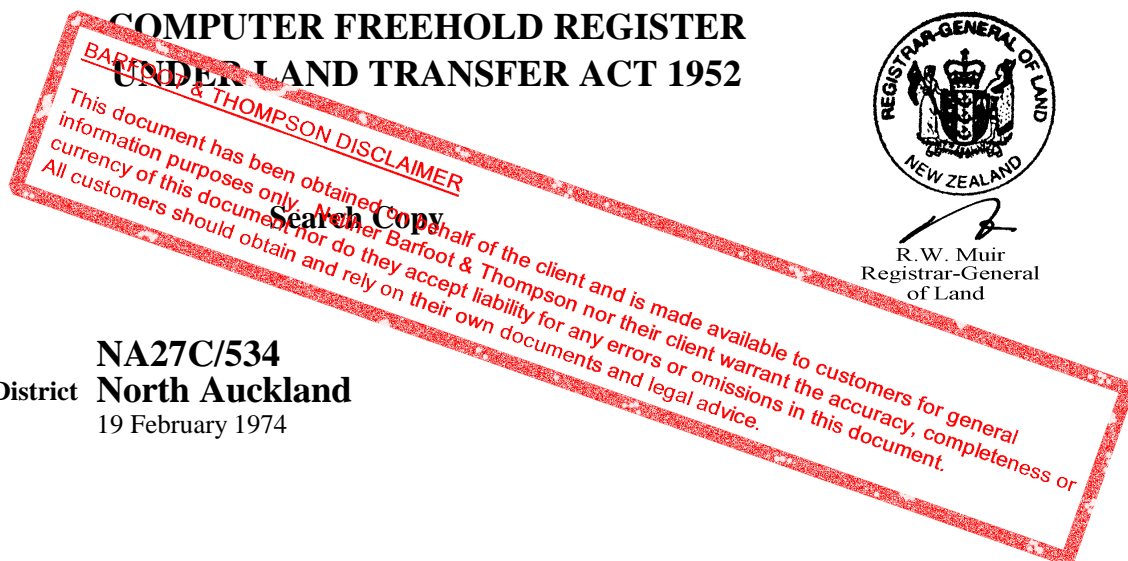 COMPUTER FREEHOLD REGISTER
UNDER LAND TRANSFER ACT 1952
REGISTRAR-GENERAL OF LAND
NEW ZEALAND
R.W. Muir
Registrar-General
of Land
BARFOOT & THOMPSON DISCLAIMER
This document has been obtained on behalf of the client and is made available to customers for general
information purposes only. Neither Barfoot & Thompson nor their client warrant the accuracy, completeness or
currency of this document nor do they accept liability for any errors or omissions in this document.
All customers should obtain and rely on their own documents and legal advice.
Search Copy
NA27C/534
District North Auckland
19 February 1974